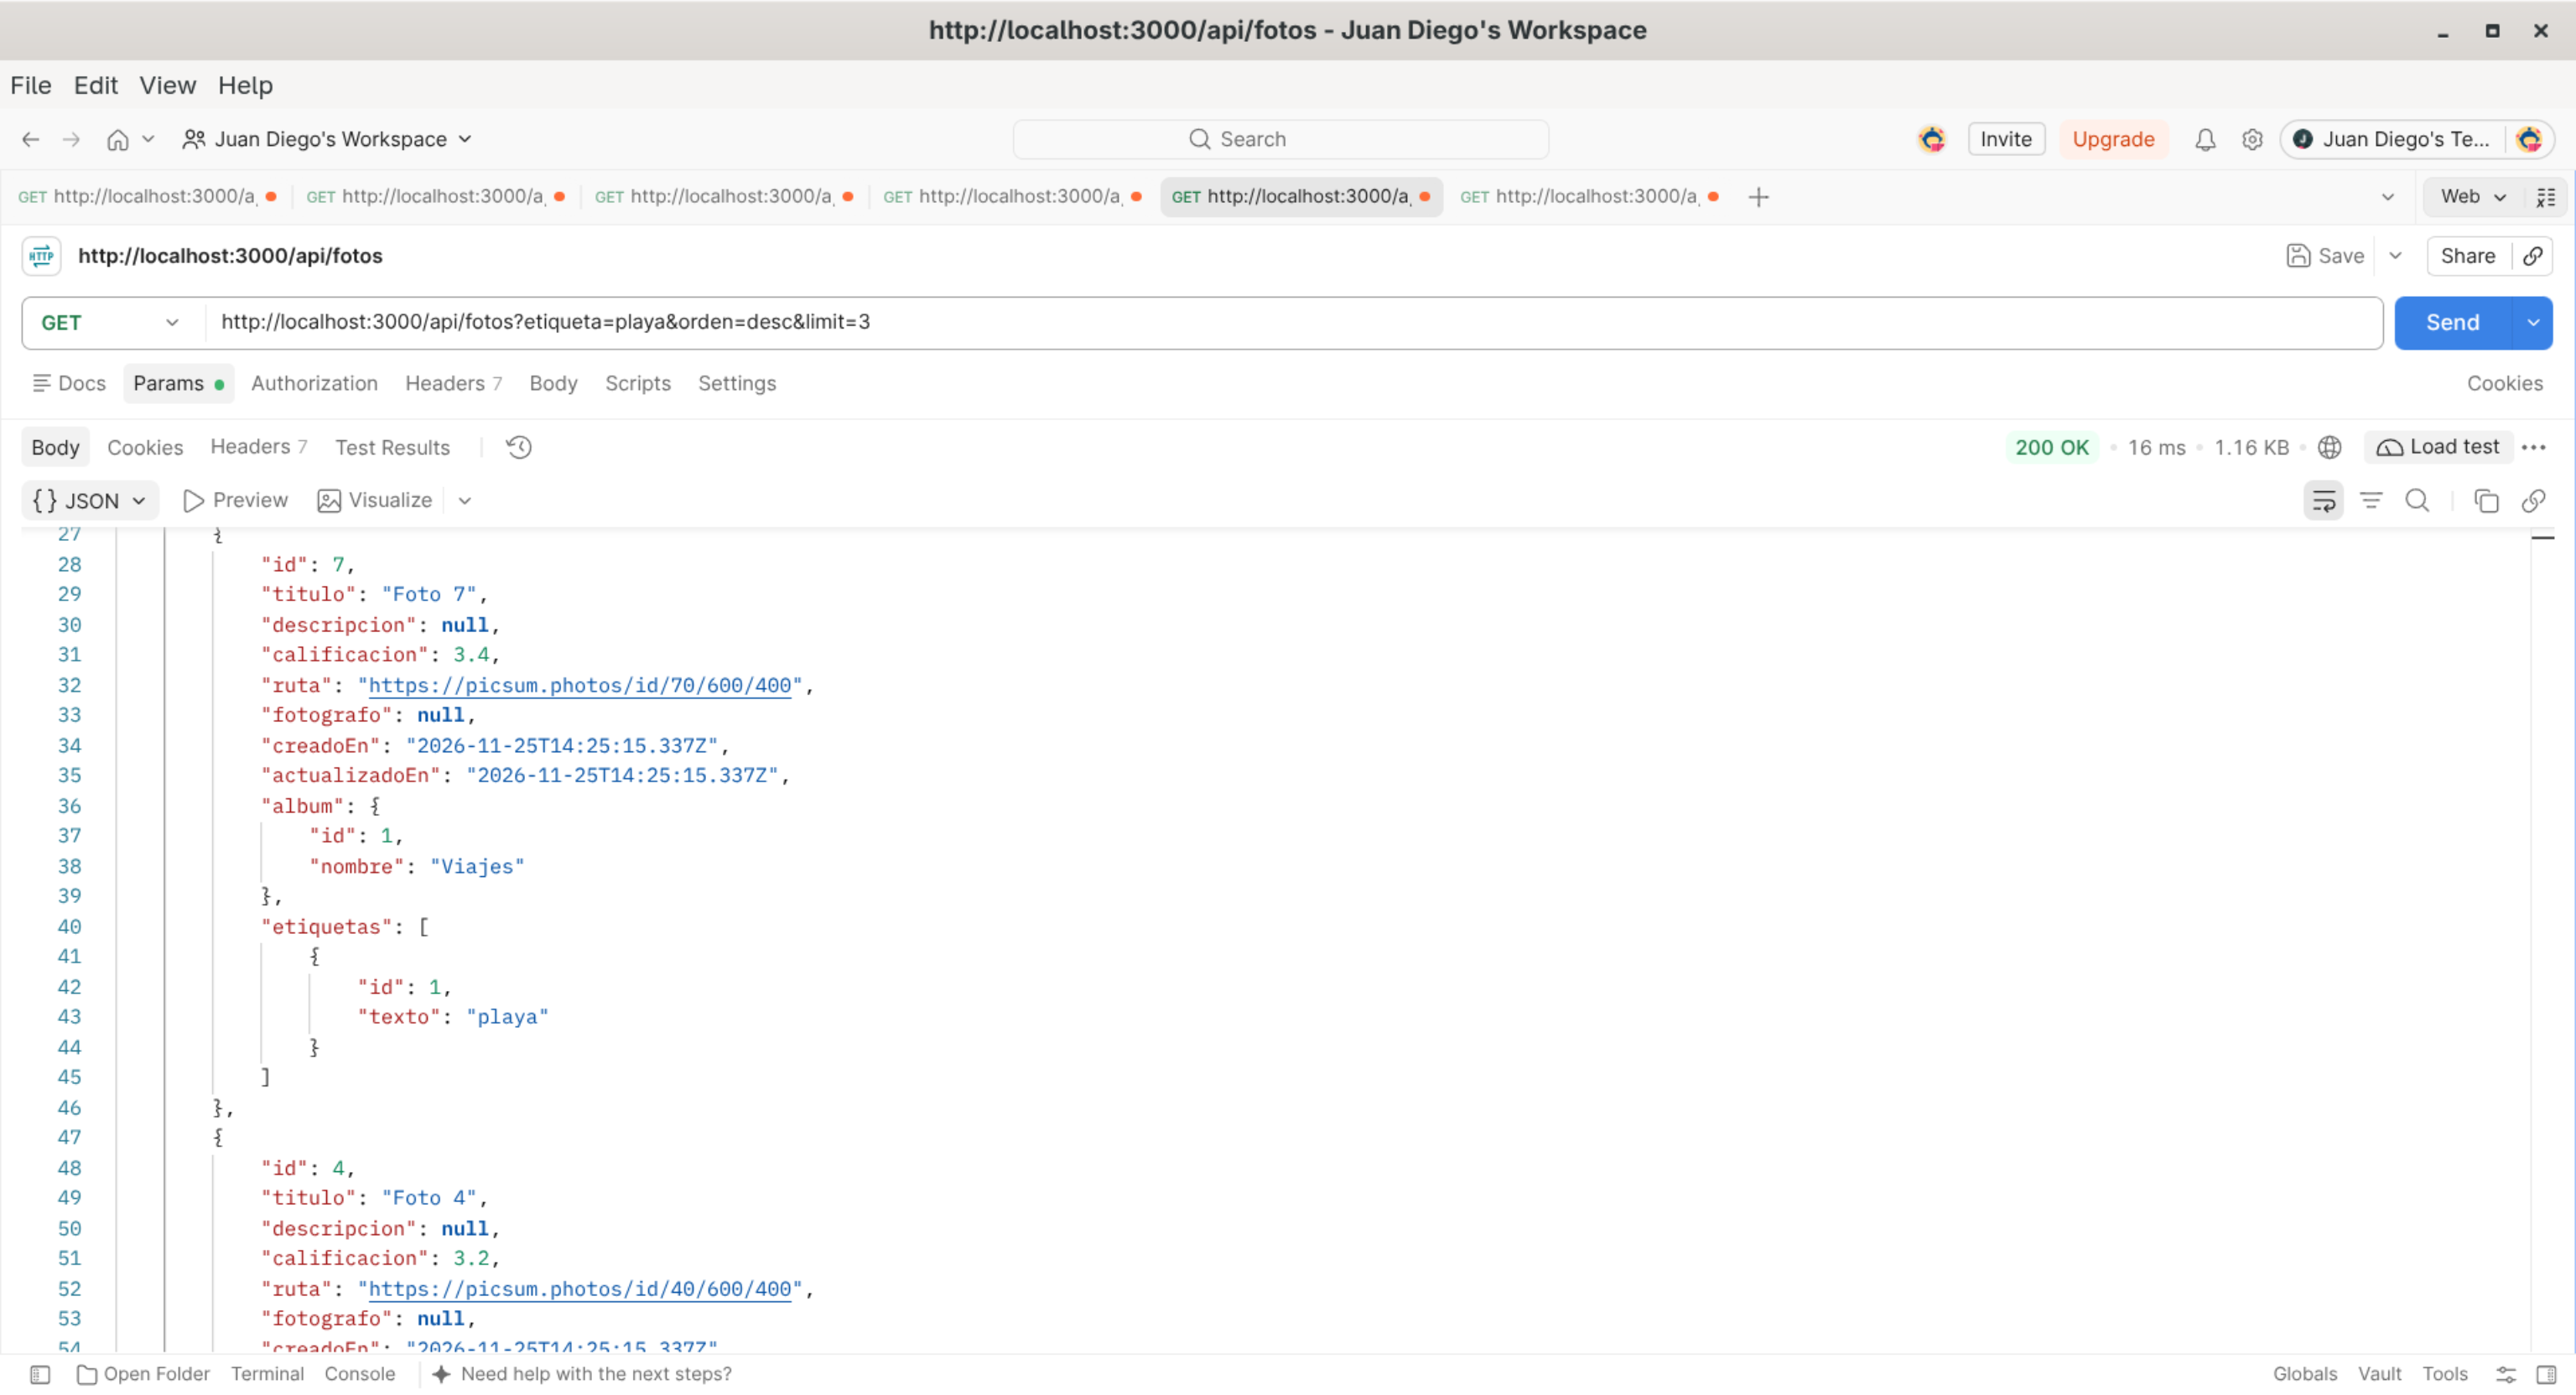 http://localhost:3000/api/fotos - Juan Diego's Workspace
File Edit View Help
Juan Diego's Workspace Search Invite Upgrade Juan Diego's Te...
GET http://localhost:3000/a GET http://localhost:3000/a GET http://localhost:3000/a GET http://localhost:3000/a GET http://localhost:3000/a GET http://localhost:3000/a Web
HTTP http://localhost:3000/api/fotos Save Share
GET http://localhost:3000/api/fotos?etiqueta=playa&orden=desc&limit=3 Send
Docs Params Authorization Headers 7 Body Scripts Settings Cookies
Body Cookies Headers 7 Test Results 200 OK • 16 ms • 1.16 KB • Load test
{} JSON Preview Visualize
27 {
28 "id": 7,
29 "titulo": "Foto 7",
30 "descripcion": null,
31 "calificacion": 3.4,
32 "ruta": "https://picsum.photos/id/70/600/400",
33 "fotografo": null,
34 "creadoEn": "2026-11-25T14:25:15.337Z",
35 "actualizadoEn": "2026-11-25T14:25:15.337Z",
36 "album": {
37 "id": 1,
38 "nombre": "Viajes"
39 },
40 "etiquetas": [
41 {
42 "id": 1,
43 "texto": "playa"
44 }
45 ]
46 },
47 {
48 "id": 4,
49 "titulo": "Foto 4",
50 "descripcion": null,
51 "calificacion": 3.2,
52 "ruta": "https://picsum.photos/id/40/600/400",
53 "fotografo": null,
54 "creadoEn": "2026-11-25T14:25:15.337Z"
Open Folder Terminal Console Need help with the next steps? Globals Vault Tools